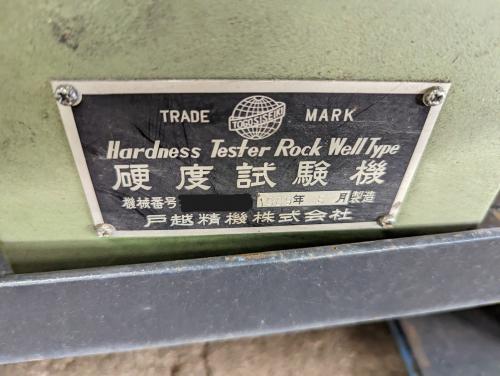 TRADE MARK
TOGOSISEIKI
Hardness Tester Rock Well Type
硬度試験機
機械番号 年 月製造
戸越精機株式会社